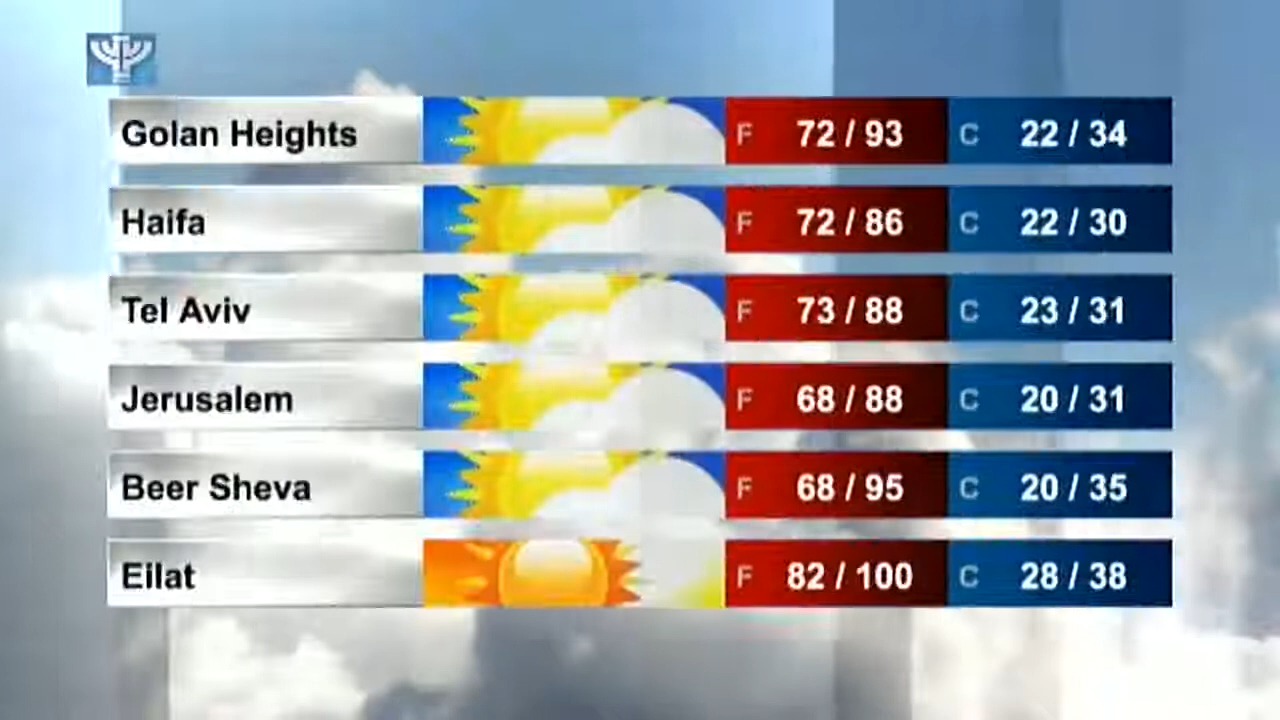 Golan Heights F 72 / 93 C 22 / 34
Haifa F 72 / 86 C 22 / 30
Tel Aviv F 73 / 88 C 23 / 31
Jerusalem F 68 / 88 C 20 / 31
Beer Sheva F 68 / 95 C 20 / 35
Eilat F 82 / 100 C 28 / 38